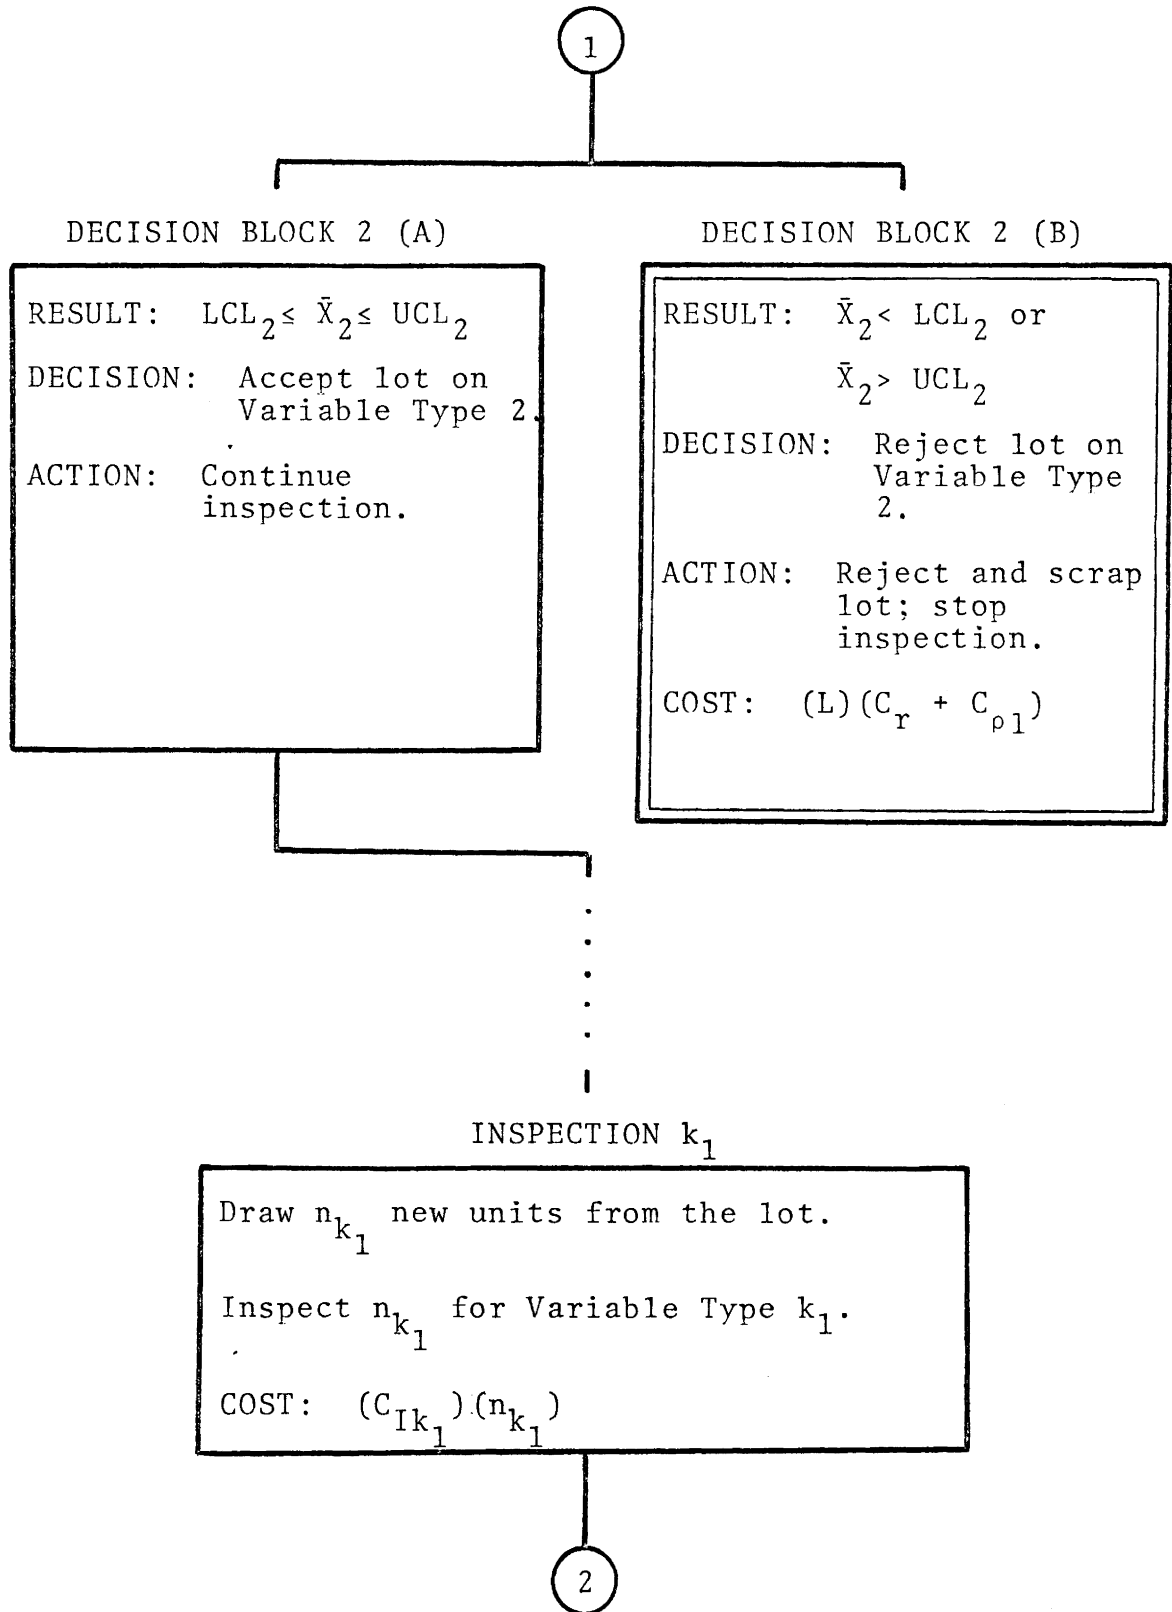 1
DECISION BLOCK 2 (A)
RESULT: LCL₂ ≤ X̄₂ ≤ UCL₂
DECISION: Accept lot on
Variable Type 2.
ACTION: Continue
inspection.
DECISION BLOCK 2 (B)
RESULT: X̄₂ < LCL₂ or
X̄₂ > UCL₂
DECISION: Reject lot on
Variable Type
2.
ACTION: Reject and scrap
lot; stop
inspection.
COST: (L)(C_r + C_p1)
INSPECTION k₁
Draw n_k₁ new units from the lot.
Inspect n_k₁ for Variable Type k₁.
COST: (C_Ik₁)(n_k₁)
2